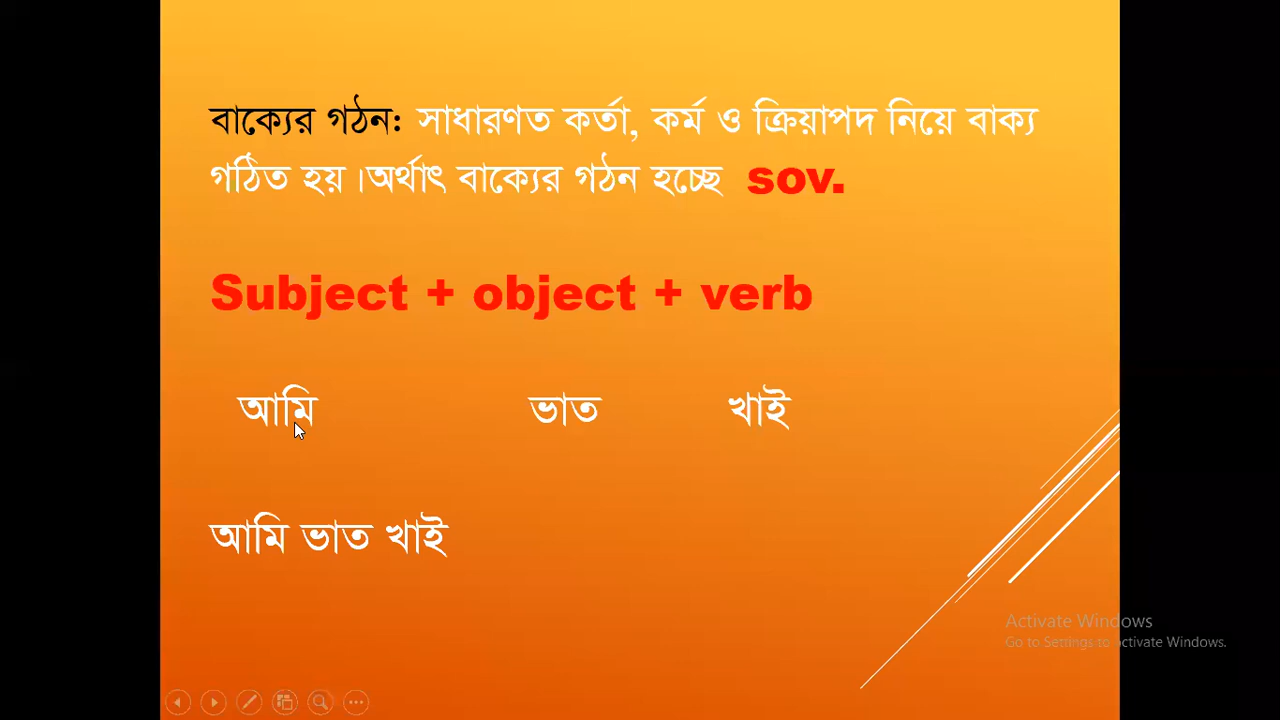 বাক্যের গঠন: সাধারণত কর্তা, কর্ম ও ক্রিয়াপদ নিয়ে বাক্য
গঠিত হয় ।অর্থাৎ বাক্যের গঠন হচ্ছে sov.
Subject + object + verb
আমি ভাত খাই
আমি ভাত খাই
Activate Windows
Go to Settings to activate Windows.